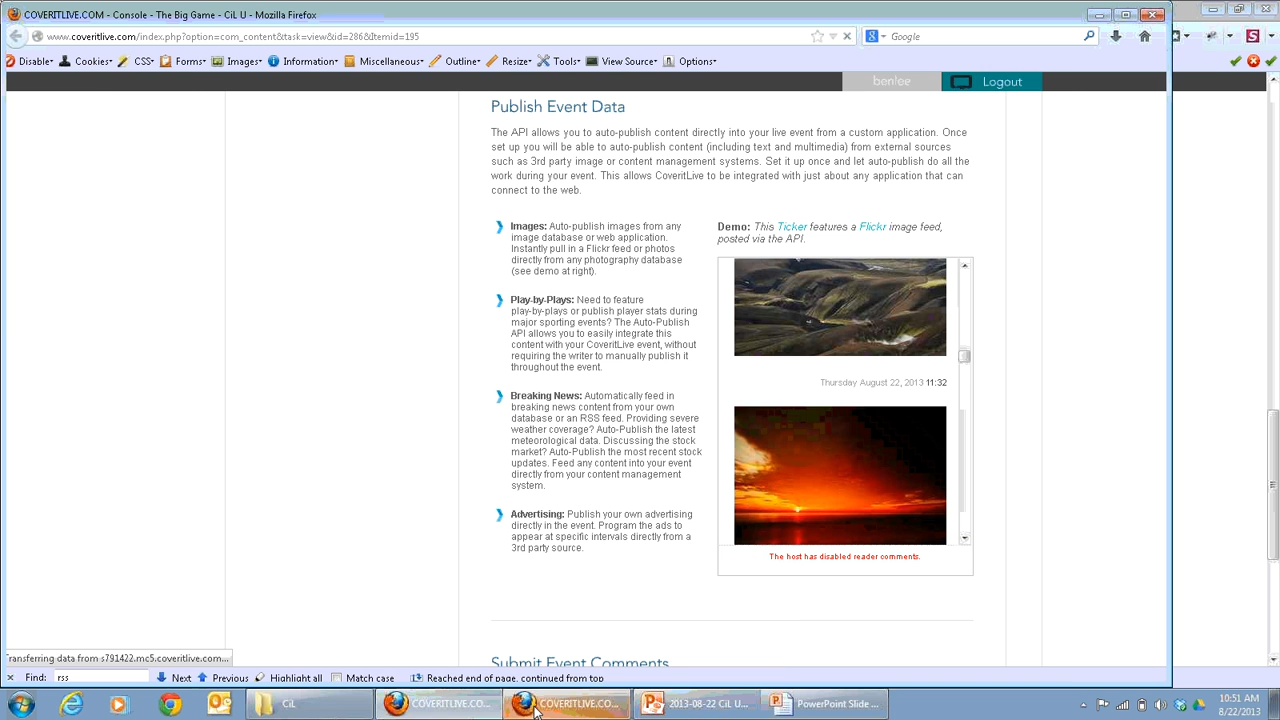 COVERITLIVE.COM - Console - The Big Game - CiL U - Mozilla Firefox
www.coveritlive.com/index.php?option=com_content&task=view&id=286&Itemid=195
Google
Disable Cookies CSS Forms Images Information Miscellaneous Outline Resize Tools View Source Options
benlee Logout
Publish Event Data
The API allows you to auto-publish content directly into your live event from a custom application. Once
set up you will be able to auto-publish content (including text and multimedia) from external sources
such as 3rd party image or content management systems. Set it up once and let auto-publish do all the
work during your event. This allows CoveritLive to be integrated with just about any application that can
connect to the web.
Images: Auto-publish images from any
image database or web application.
Instantly pull in a Flickr feed or photos
directly from any photography database
(see demo at right).
Play-by-Plays: Need to feature
play-by-plays or publish player stats during
major sporting events? The Auto-Publish
API allows you to easily integrate this
content with your CoveritLive event, without
requiring the writer to manually publish it
throughout the event.
Breaking News: Automatically feed in
breaking news content from your own
database or an RSS feed. Providing severe
weather coverage? Auto-Publish the latest
meteorological data. Discussing the stock
market? Auto-Publish the most recent stock
updates. Feed any content into your event
directly from your content management
system.
Advertising: Publish your own advertising
directly in the event. Program the ads to
appear at specific intervals directly from a
3rd party source.
Demo: This Ticker features a Flickr image feed,
posted via the API.
Thursday August 22, 2013 11:32
The host has disabled reader comments.
Submit Event Comments
Transferring data from s791422.mc5.coveritlive.com...
Find: rss Next Previous Highlight all Match case Reached end of page, continued from top
CiL COVERITLIVE.CO... COVERITLIVE.CO... 2013-08-22 CiL U... PowerPoint Slide ...
10:51 AM
8/22/2013